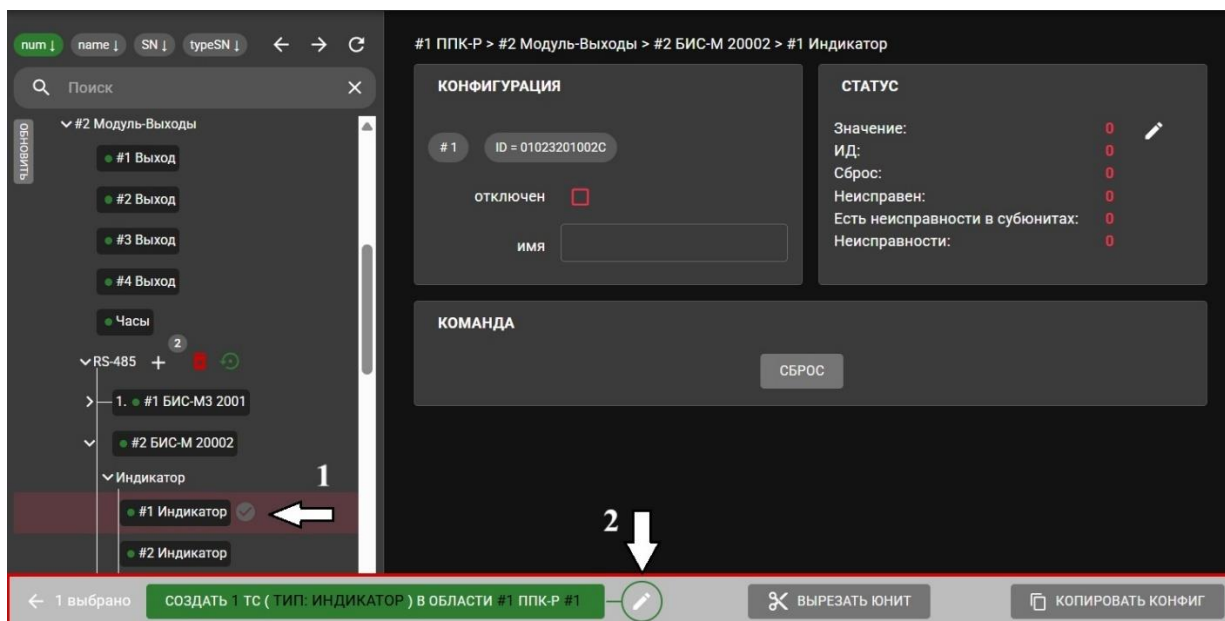 num ↓ name ↓ SN ↓ typeSN ↓
Поиск
ОБНОВИТЬ
#2 Модуль-Выходы
#1 Выход
#2 Выход
#3 Выход
#4 Выход
Часы
RS-485 + 2
1. #1 БИС-М3 2001
#2 БИС-М 20002
Индикатор
1
#1 Индикатор
#2 Индикатор
#1 ППК-Р > #2 Модуль-Выходы > #2 БИС-М 20002 > #1 Индикатор
КОНФИГУРАЦИЯ
# 1 ID = 01023201002C
отключен
имя
СТАТУС
Значение: 0
ИД: 0
Сброс: 0
Неисправен: 0
Есть неисправности в субюнитах: 0
Неисправности: 0
КОМАНДА
СБРОС
2
1 выбрано СОЗДАТЬ 1 ТС ( ТИП: ИНДИКАТОР ) В ОБЛАСТИ #1 ППК-Р #1 ВЫРЕЗАТЬ ЮНИТ КОПИРОВАТЬ КОНФИГ